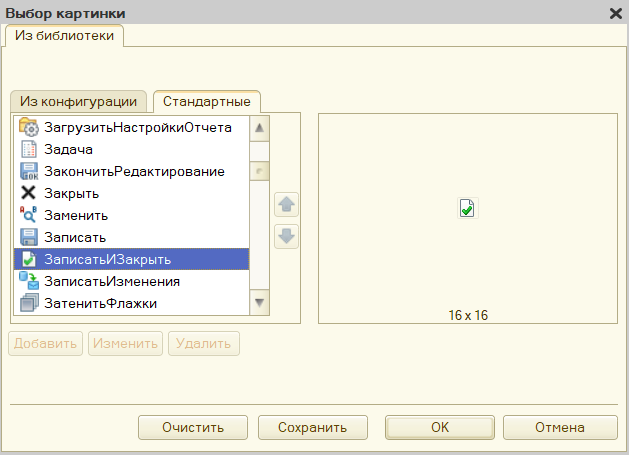 Выбор картинки
Из библиотеки
Из конфигурации Стандартные
ЗагрузитьНастройкиОтчета
Задача
ЗакончитьРедактирование
Закрыть
Заменить
Записать
ЗаписатьИЗакрыть
ЗаписатьИзменения
ЗатенитьФлажки
16 x 16
Добавить Изменить Удалить
Очистить Сохранить OK Отмена